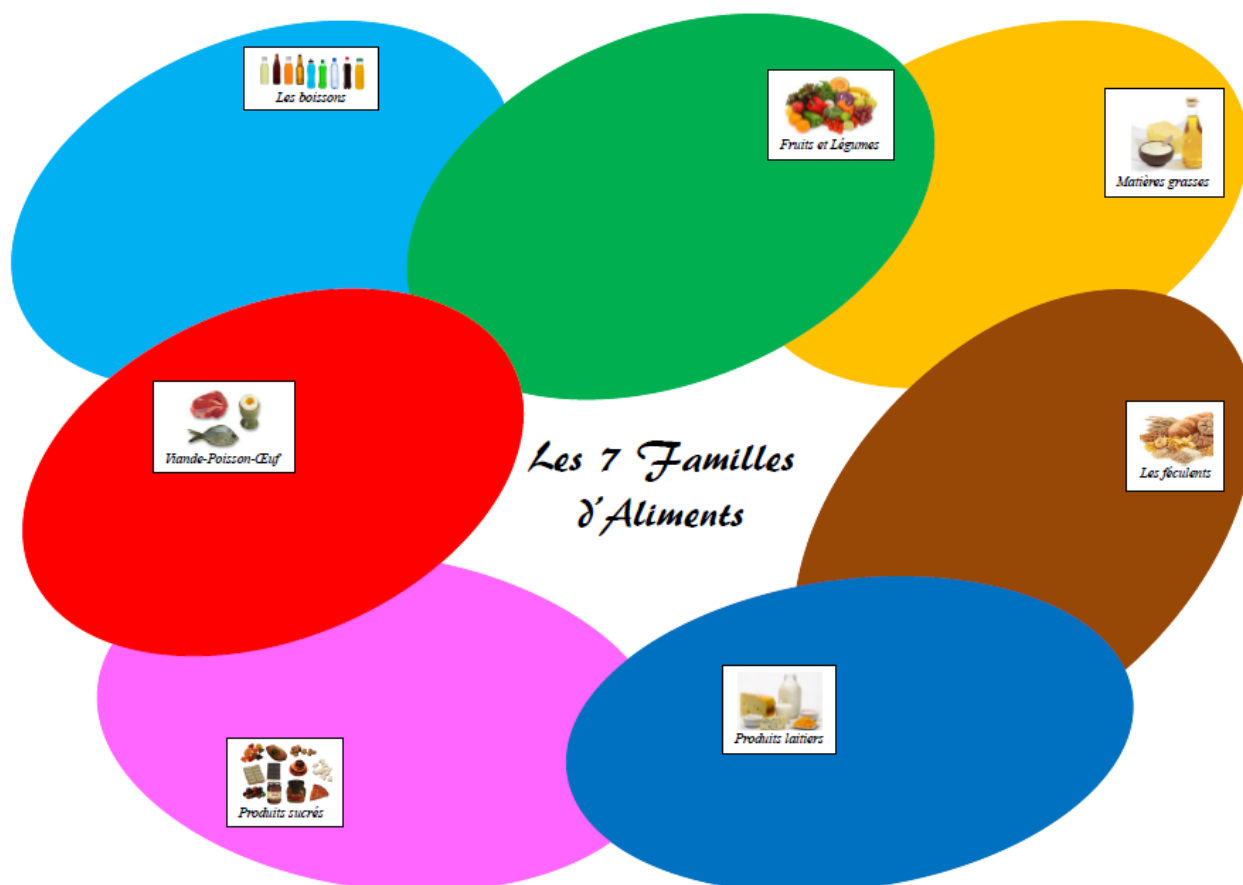 Les boissons
Fruits et Légumes
Matières grasses
Viande-Poisson-Œuf
Les 7 Familles
d'Aliments
Les féculents
Produits laitiers
Produits sucrés